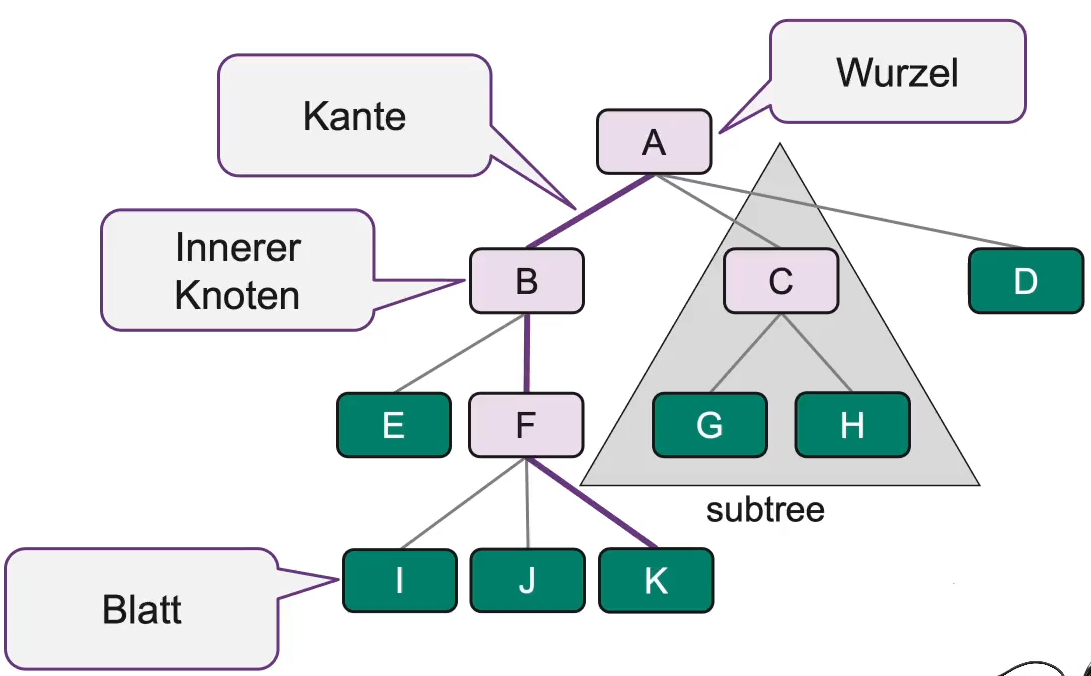 Wurzel
Kante
A
Innerer
Knoten
B
C
D
E
F
G
H
subtree
I
J
K
Blatt